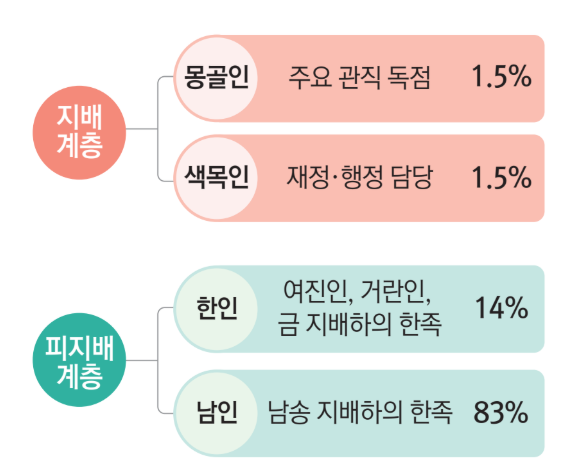 지배
계층
몽골인 주요 관직 독점 1.5%
색목인 재정·행정 담당 1.5%
피지배
계층
한인 여진인, 거란인,
금 지배하의 한족 14%
남인 남송 지배하의 한족 83%